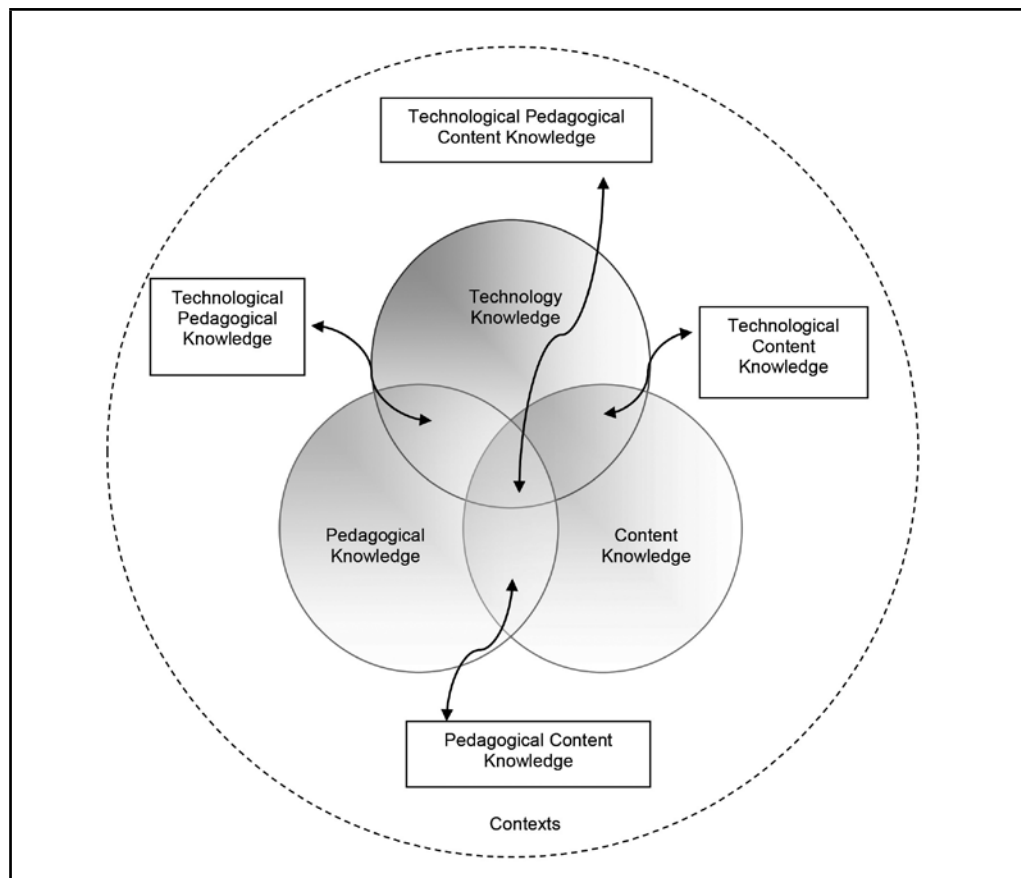 Technological Pedagogical
Content Knowledge
Technology
Knowledge
Technological
Pedagogical
Knowledge
Technological
Content
Knowledge
Pedagogical
Knowledge
Content
Knowledge
Pedagogical Content
Knowledge
Contexts